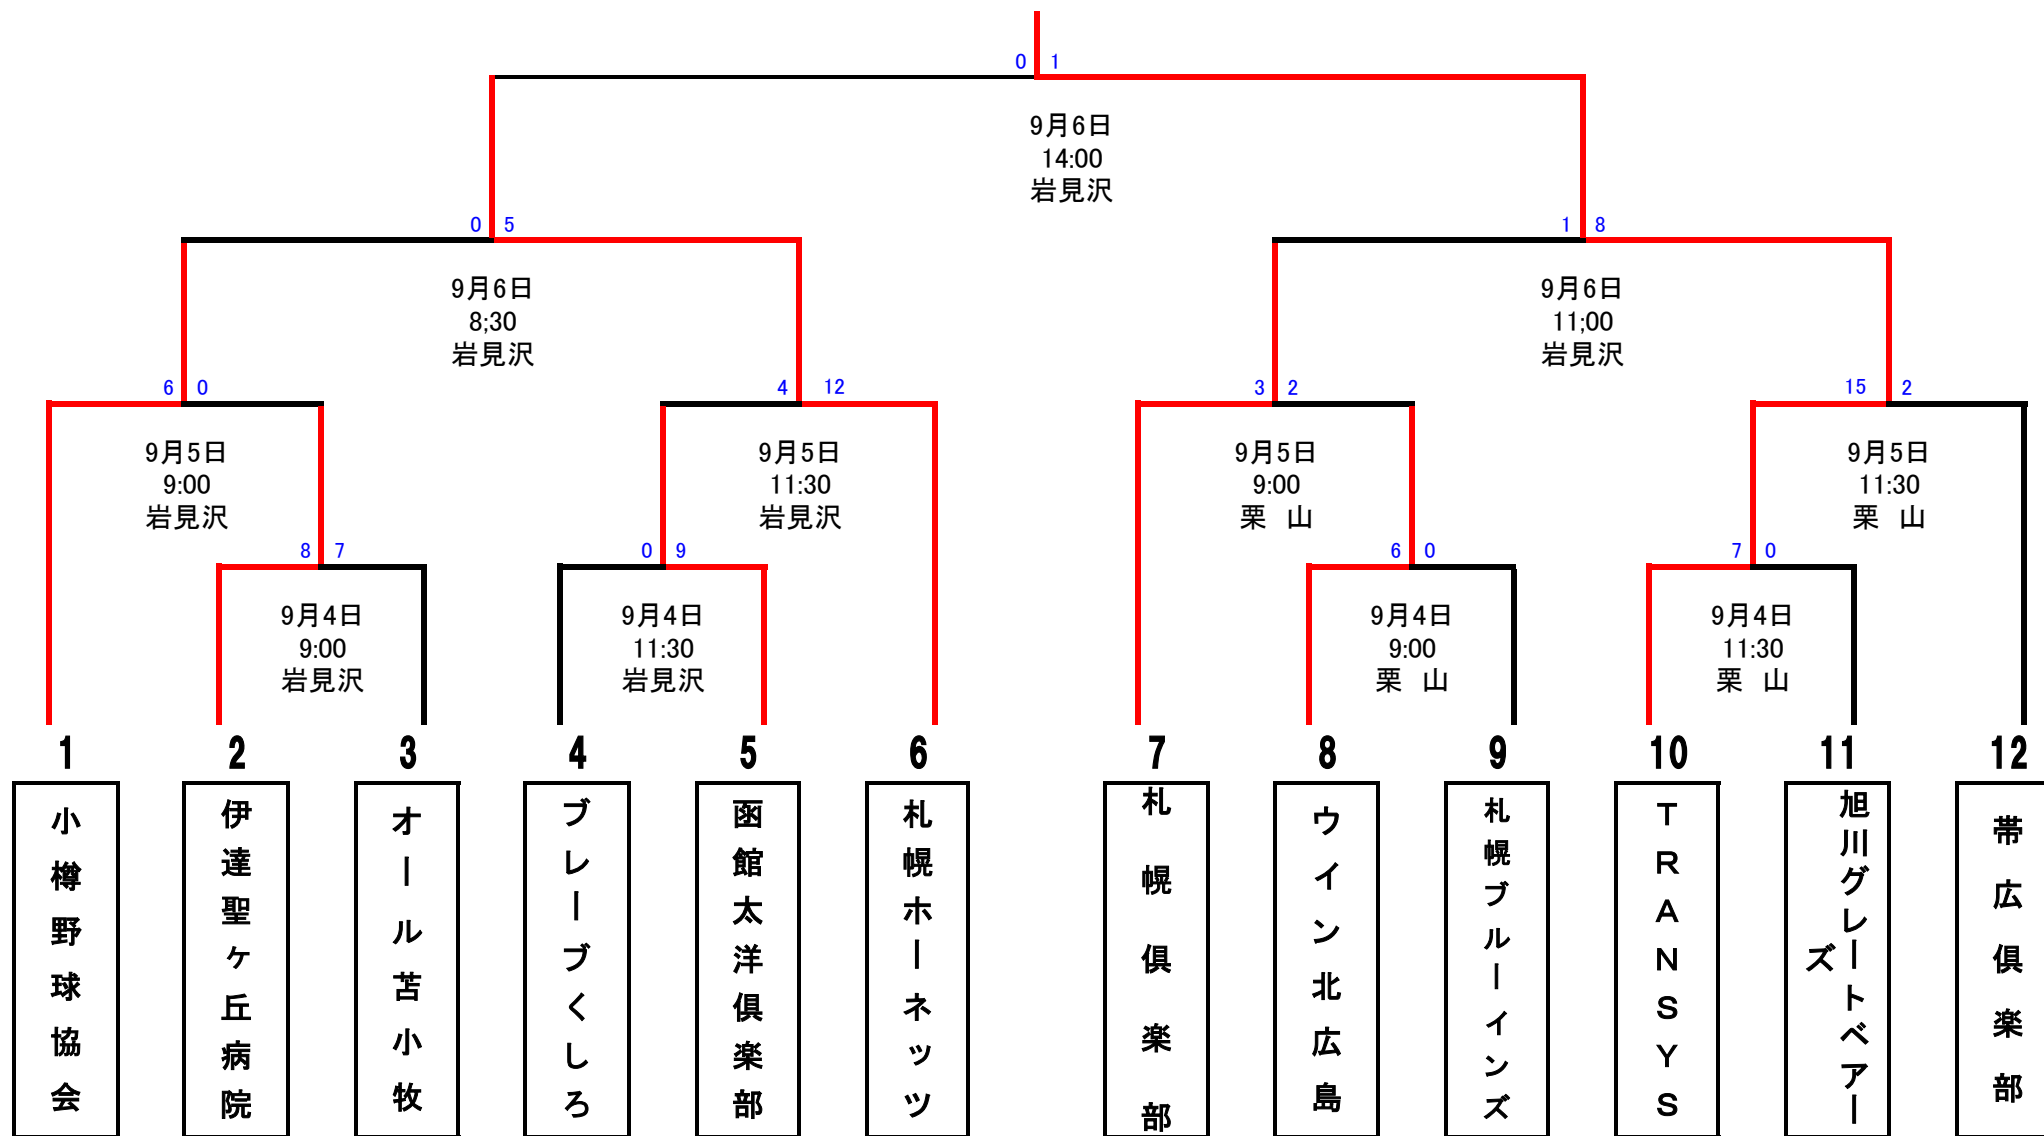 0 1
9月6日
14:00
岩見沢
0 5
1 8
9月6日
8;30
岩見沢
9月6日
11;00
岩見沢
6 0
4 12
3 2
15 2
9月5日
9:00
岩見沢
9月5日
11:30
岩見沢
9月5日
9:00
栗 山
9月5日
11:30
栗 山
8 7
0 9
6 0
7 0
9月4日
9:00
岩見沢
9月4日
11:30
岩見沢
9月4日
9:00
栗 山
9月4日
11:30
栗 山
1
2
3
4
5
6
7
8
9
10
11
12
小樽野球協会
伊達聖ヶ丘病院
オール苫小牧
ブレーブくしろ
函館太洋倶楽部
札幌ホーネッツ
札幌倶楽部
ウイン北広島
札幌ブルーインズ
TRANSYS
旭川グレートベアー
ズ
帯広倶楽部